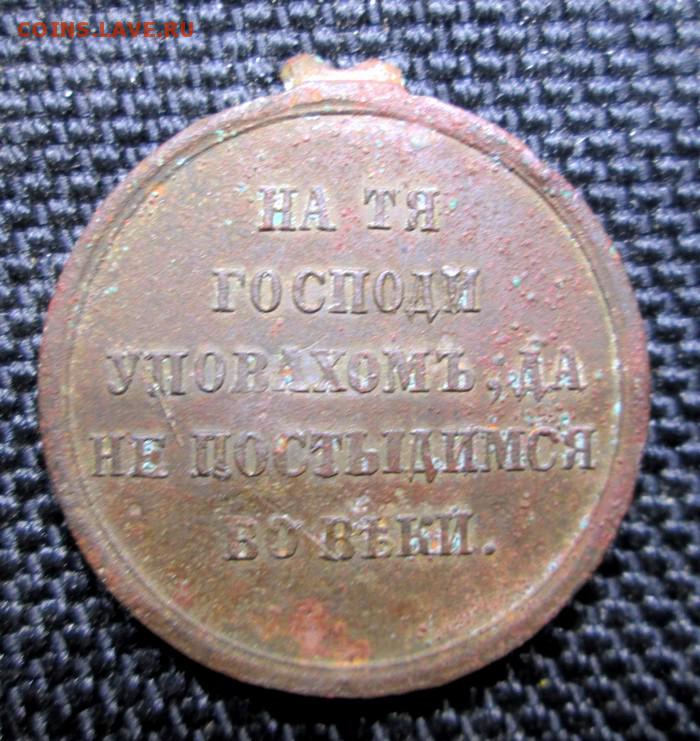 COINS.LAVE.RU
НА ТЯ
ГОСПОДИ
УПОВАХОМЪ, ДА
НЕ ПОСТЫДИМСЯ
ВО ВѢКИ.